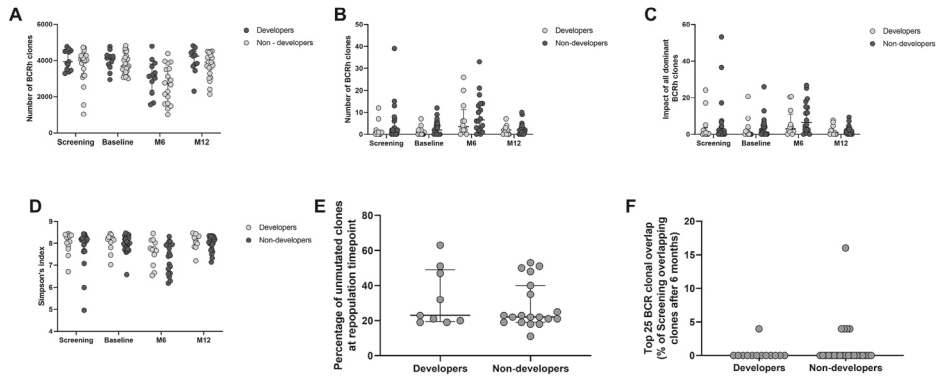 A
Number of BCRh clones
6000
4000
2000
0
Screening Baseline M6 M12
Developers
Non - developers
B
Number of BCRh clones
50
40
30
20
10
0
Screening Baseline M6 M12
Developers
Non-developers
C
Impact of all dominant
BCRh clones
60
40
20
0
Screening Baseline M6 M12
Developers
Non-developers
D
Simpson's index
9
8
7
6
5
4
Screening Baseline M6 M12
Developers
Non-developers
E
Percentage of unmutated clones
at repopulation timepoint
80
60
40
20
0
Developers Non-developers
F
Top 25 BCR clonal overlap
(% of Screening overlapping
clones after 6 months)
20
15
10
5
0
Developers Non-developers